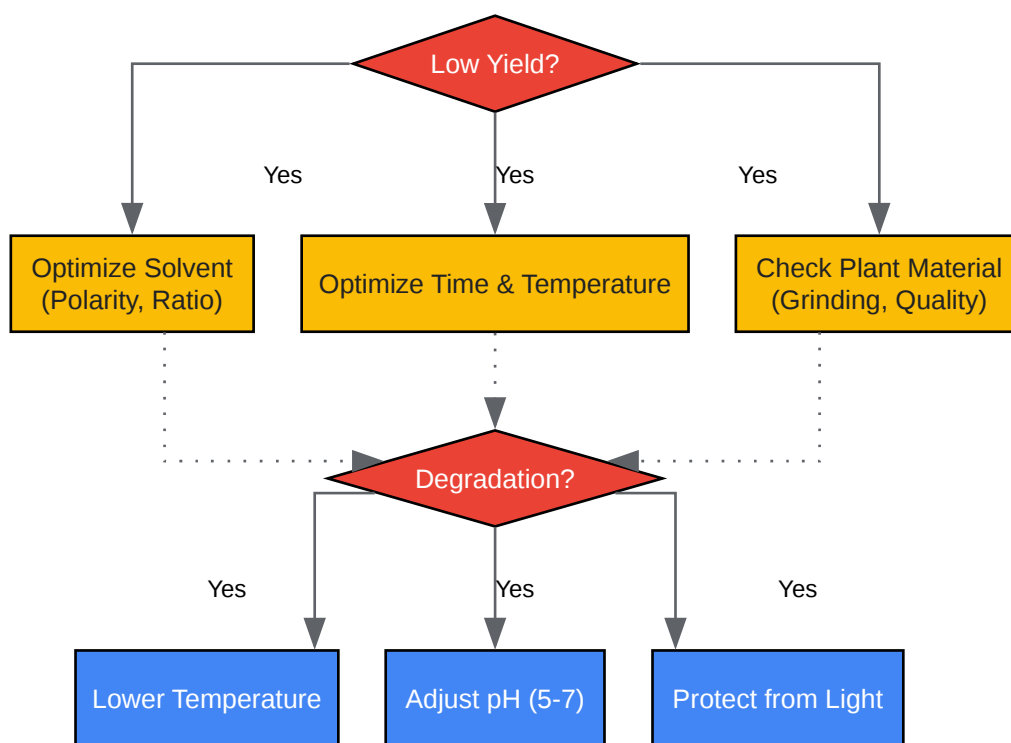 Low Yield?
Yes
Yes
Yes
Optimize Solvent
(Polarity, Ratio)
Optimize Time & Temperature
Check Plant Material
(Grinding, Quality)
Degradation?
Yes
Yes
Yes
Lower Temperature
Adjust pH (5-7)
Protect from Light